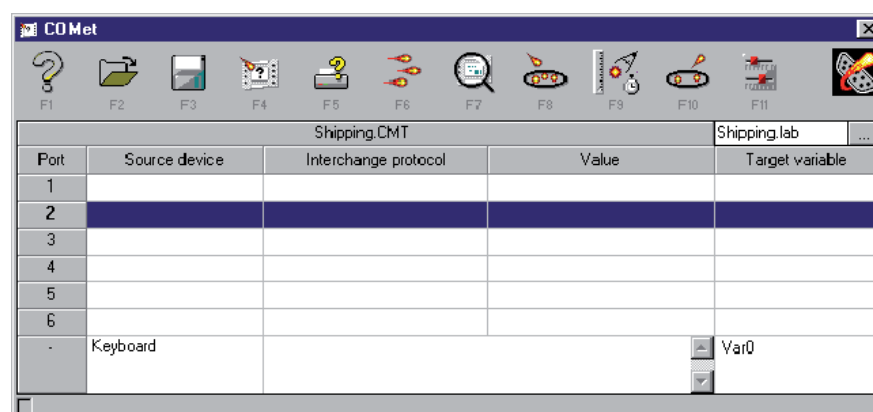 COMet
F1 F2 F3 F4 F5 F6 F7 F8 F9 F10 F11
Shipping.CMT Shipping.lab ...
Port Source device Interchange protocol Value Target variable
1
2
3
4
5
6
- Keyboard Var0